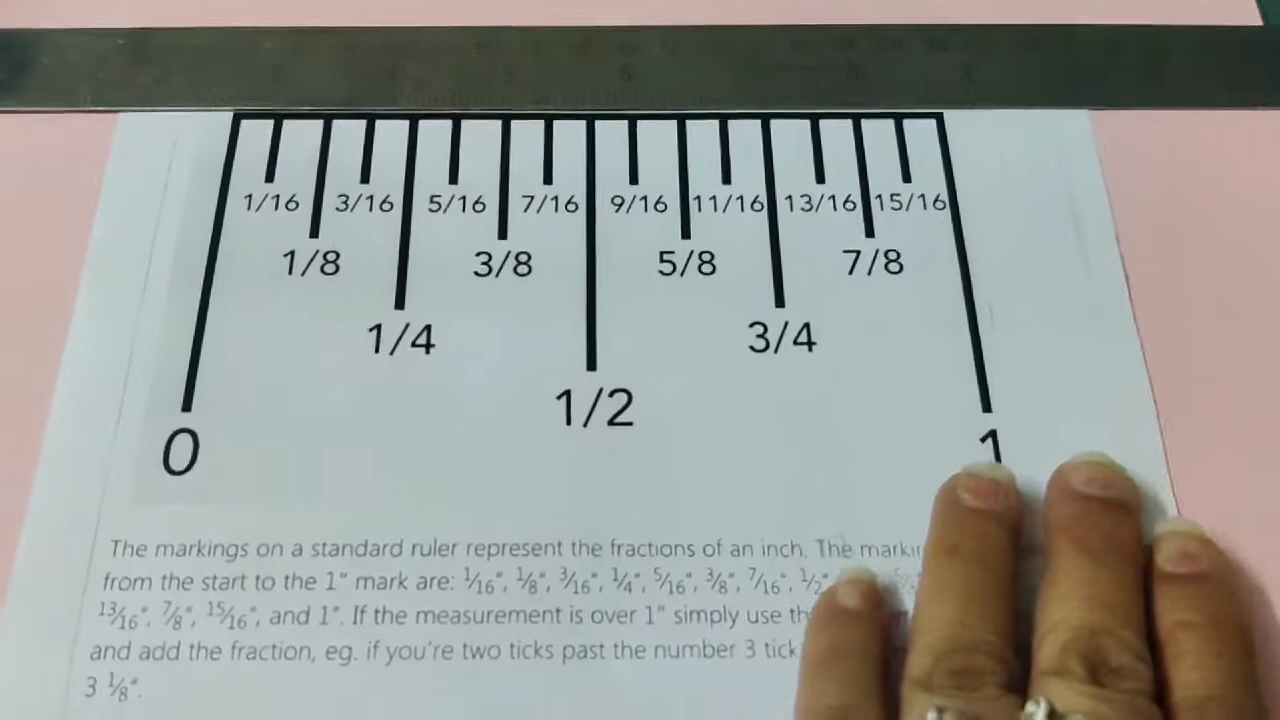 1/16 3/16 5/16 7/16 9/16 11/16 13/16 15/16
1/8 3/8 5/8 7/8
1/4 3/4
1/2
0 1
The markings on a standard ruler represent the fractions of an inch. The
from the start to the 1" mark are: 1/16", 1/8", 3/16", 1/4", 5/16", 3/8", 7/16", 1/2"
13/16", 7/8", 15/16", and 1". If the measurement is over 1" simply use
and add the fraction, eg. if you're two ticks past the number 3 tick
3 1/8".